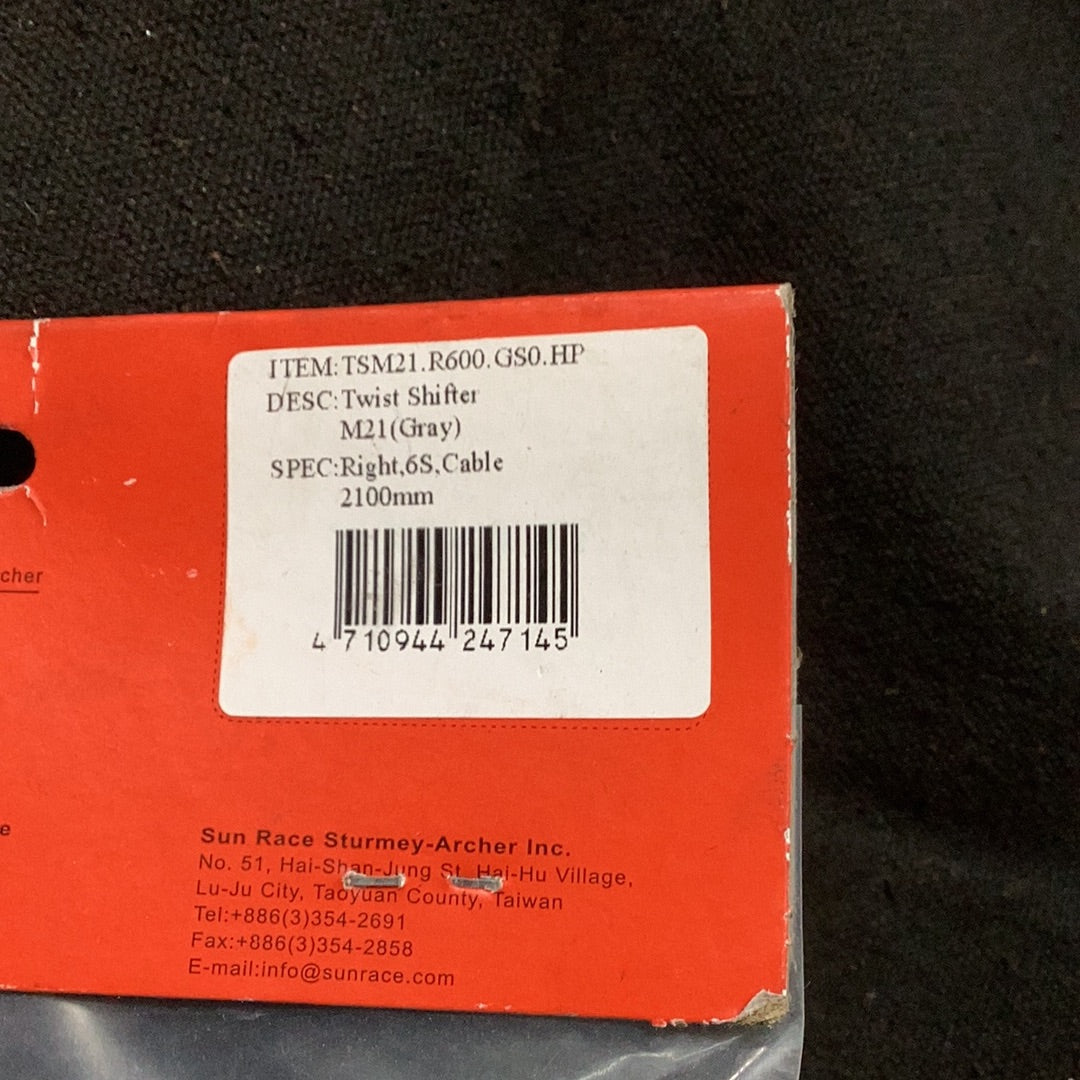 ITEM:TSM21.R600.GS0.HP
DESC:Twist Shifter
M21(Gray)
SPEC:Right,6S,Cable
2100mm
4 710944 247145
cher
e
Sun Race Sturmey-Archer Inc.
No. 51, Hai-Shan-Jung St. Hai-Hu Village,
Lu-Ju City, Taoyuan County, Taiwan
Tel:+886(3)354-2691
Fax:+886(3)354-2858
E-mail:info@sunrace.com